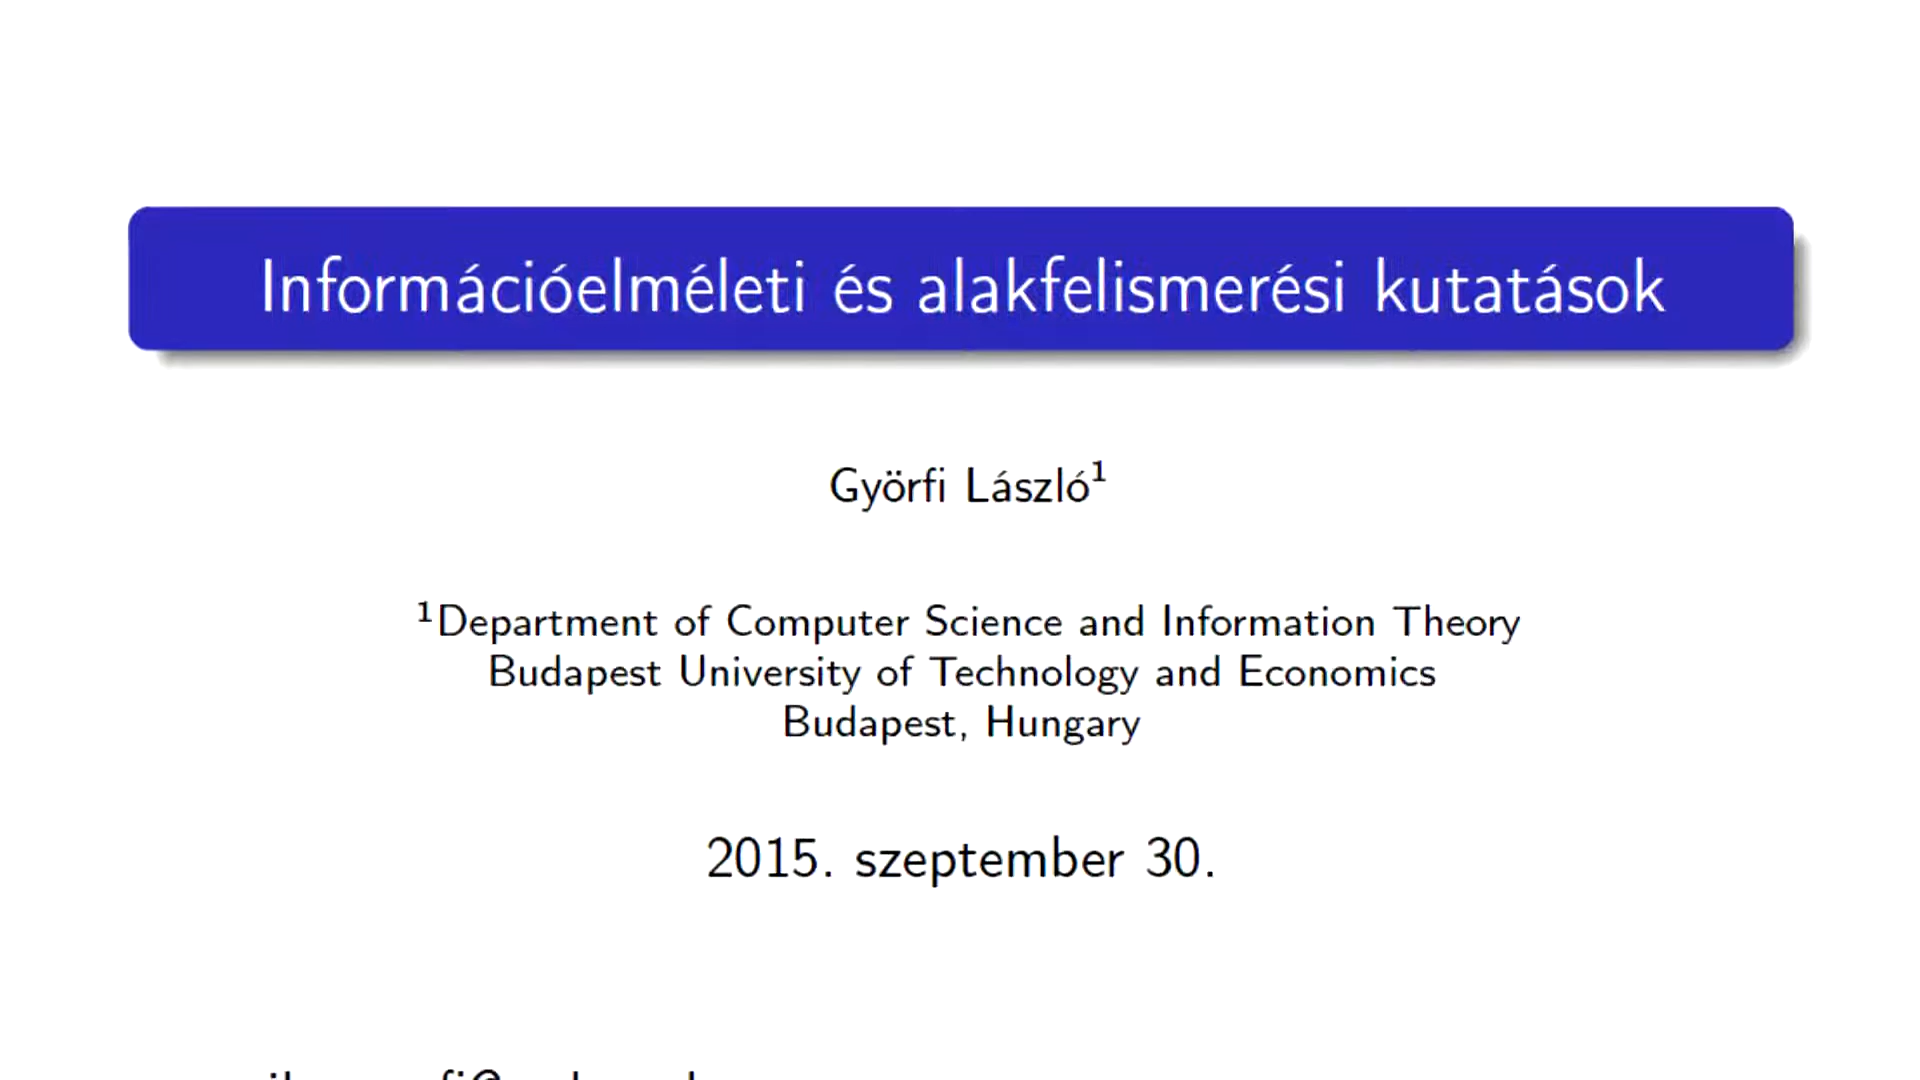 Információelméleti és alakfelismerési kutatások
Györfi László¹
¹Department of Computer Science and Information Theory
Budapest University of Technology and Economics
Budapest, Hungary
2015. szeptember 30.